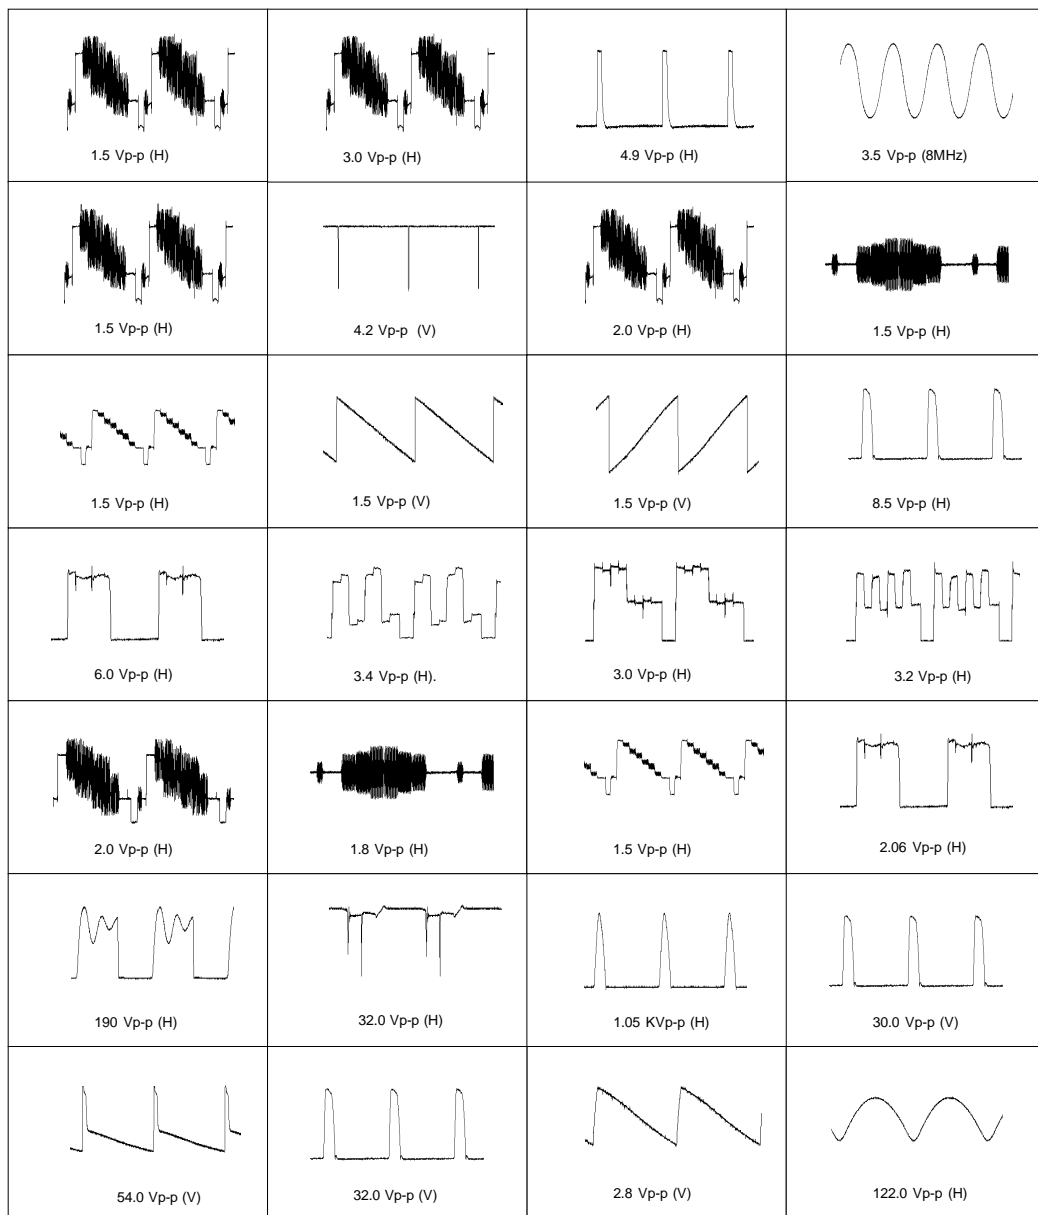 1.5 Vp-p (H)
3.0 Vp-p (H)
4.9 Vp-p (H)
3.5 Vp-p (8MHz)
1.5 Vp-p (H)
4.2 Vp-p (V)
2.0 Vp-p (H)
1.5 Vp-p (H)
1.5 Vp-p (H)
1.5 Vp-p (V)
1.5 Vp-p (V)
8.5 Vp-p (H)
6.0 Vp-p (H)
3.4 Vp-p (H).
3.0 Vp-p (H)
3.2 Vp-p (H)
2.0 Vp-p (H)
1.8 Vp-p (H)
1.5 Vp-p (H)
2.06 Vp-p (H)
190 Vp-p (H)
32.0 Vp-p (H)
1.05 KVp-p (H)
30.0 Vp-p (V)
54.0 Vp-p (V)
32.0 Vp-p (V)
2.8 Vp-p (V)
122.0 Vp-p (H)